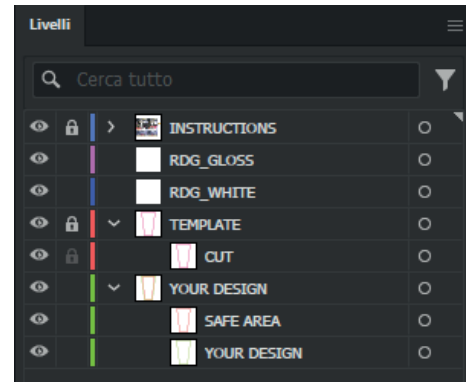 Livelli
Cerca tutto
INSTRUCTIONS
RDG_GLOSS
RDG_WHITE
TEMPLATE
CUT
YOUR DESIGN
SAFE AREA
YOUR DESIGN